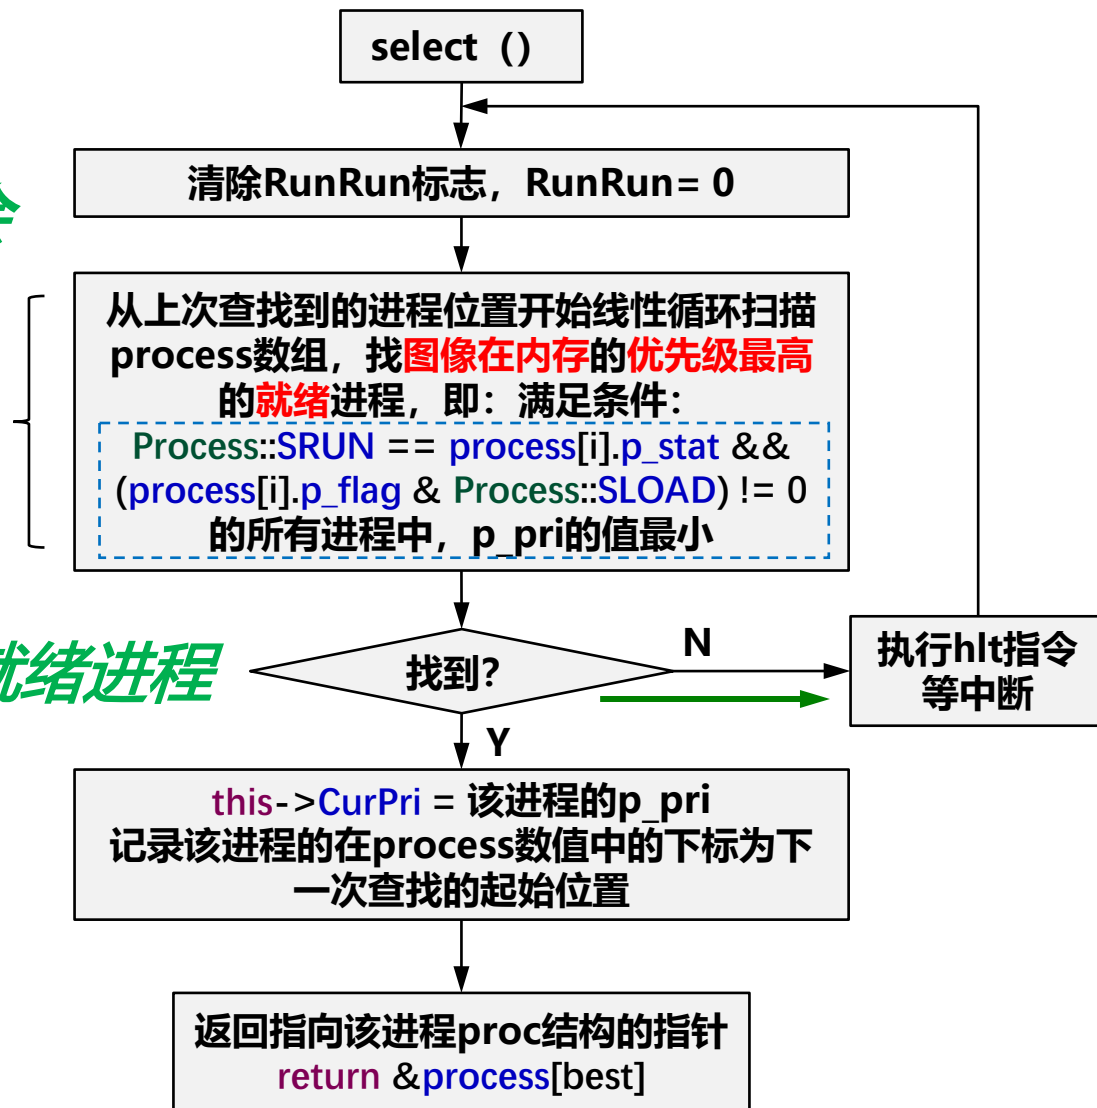 select（）
清除RunRun标志，RunRun= 0
从上次查找到的进程位置开始线性循环扫描
process数组，找图像在内存的优先级最高
的就绪进程，即：满足条件：
Process::SRUN == process[i].p_stat &&
(process[i].p_flag & Process::SLOAD) != 0
的所有进程中，p_pri的值最小
就绪进程
找到?
N
执行hlt指令
等中断
Y
this->CurPri = 该进程的p_pri
记录该进程的在process数值中的下标为下
一次查找的起始位置
返回指向该进程proc结构的指针
return &process[best]